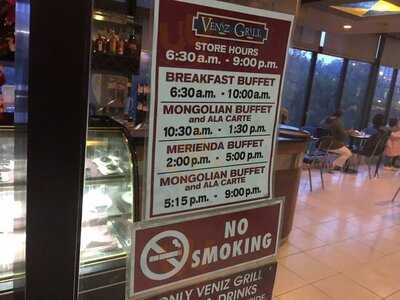 VENIZ GRILL
STORE HOURS
6:30 a.m. - 9:00 p.m.
BREAKFAST BUFFET
6:30 a.m. - 10:00 a.m.
MONGOLIAN BUFFET
and ALA CARTE
10:30 a.m. - 1:30 p.m.
MERIENDA BUFFET
2:00 p.m. - 5:00 p.m.
MONGOLIAN BUFFET
and ALA CARTE
5:15 p.m. - 9:00 p.m.
NO
SMOKING
ONLY VENIZ GRILL
& DRINKS